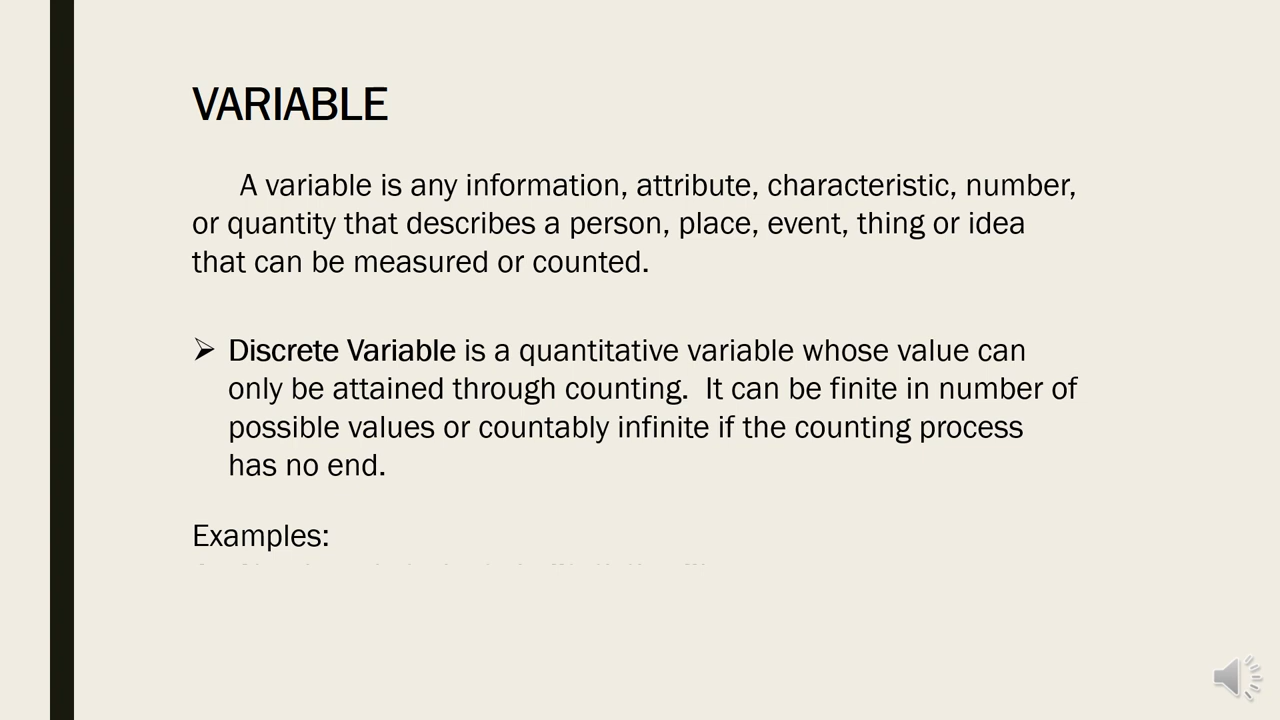 VARIABLE
A variable is any information, attribute, characteristic, number,
or quantity that describes a person, place, event, thing or idea
that can be measured or counted.
➢ Discrete Variable is a quantitative variable whose value can
only be attained through counting.  It can be finite in number of
possible values or countably infinite if the counting process
has no end.
Examples: